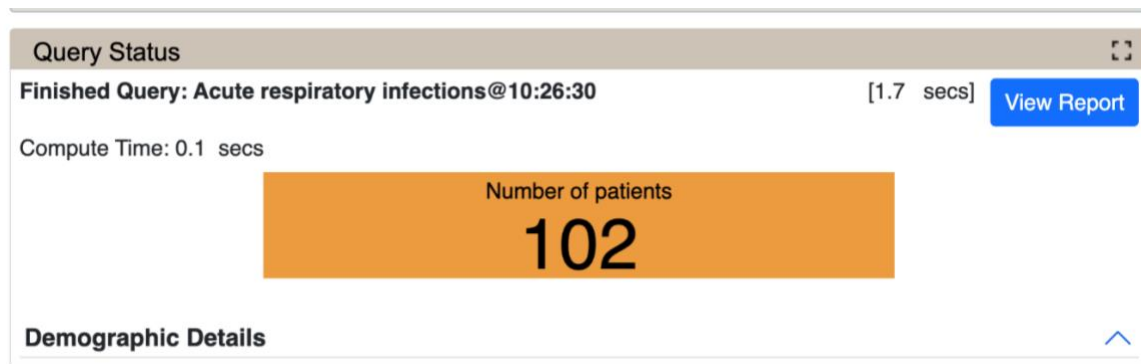 Query Status
Finished Query: Acute respiratory infections@10:26:30 [1.7 secs] View Report
Compute Time: 0.1 secs
Number of patients
102
Demographic Details